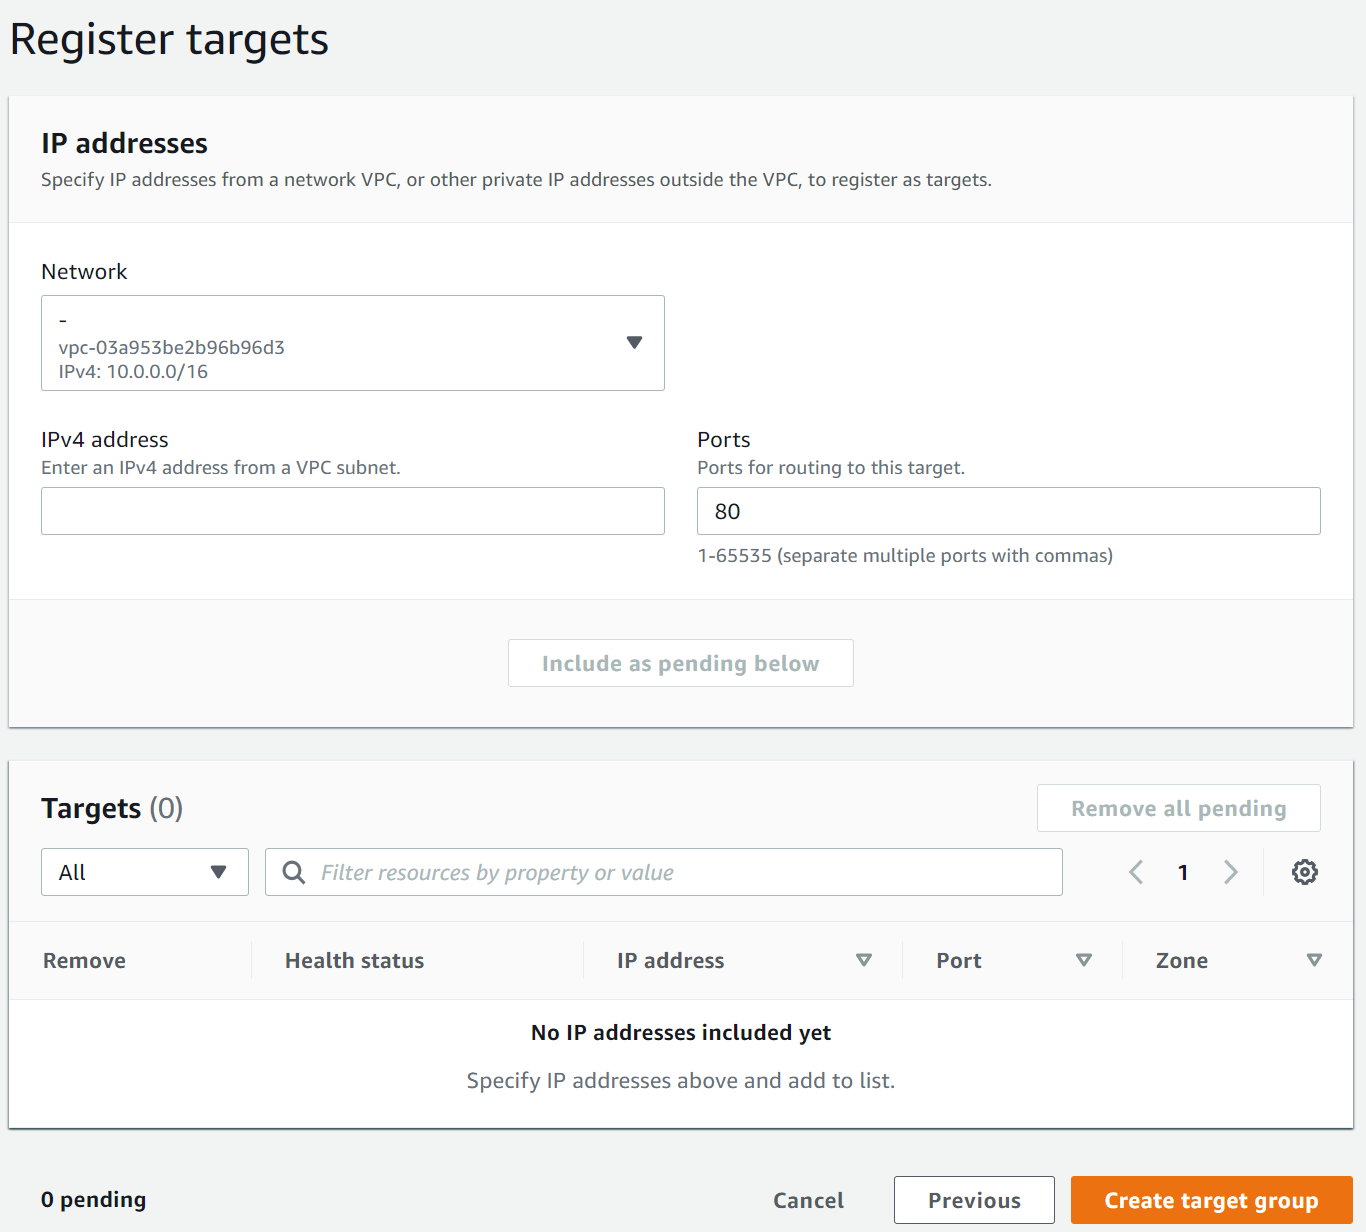 Register targets
IP addresses
Specify IP addresses from a network VPC, or other private IP addresses outside the VPC, to register as targets.
Network
-
vpc-03a953be2b96b96d3
IPv4: 10.0.0.0/16
IPv4 address
Enter an IPv4 address from a VPC subnet.
Ports
Ports for routing to this target.
80
1-65535 (separate multiple ports with commas)
Include as pending below
Targets (0)
Remove all pending
All
Filter resources by property or value
1
Remove
Health status
IP address
Port
Zone
No IP addresses included yet
Specify IP addresses above and add to list.
0 pending
Cancel
Previous
Create target group